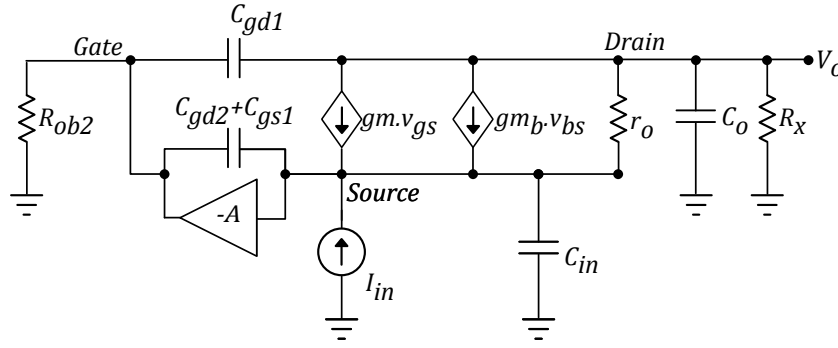 C_gd1
Gate
Drain
V_o
R_ob2
C_gd2+C_gs1
gm.v_gs
gm_b.v_bs
r_o
C_o
R_x
-A
Source
I_in
C_in